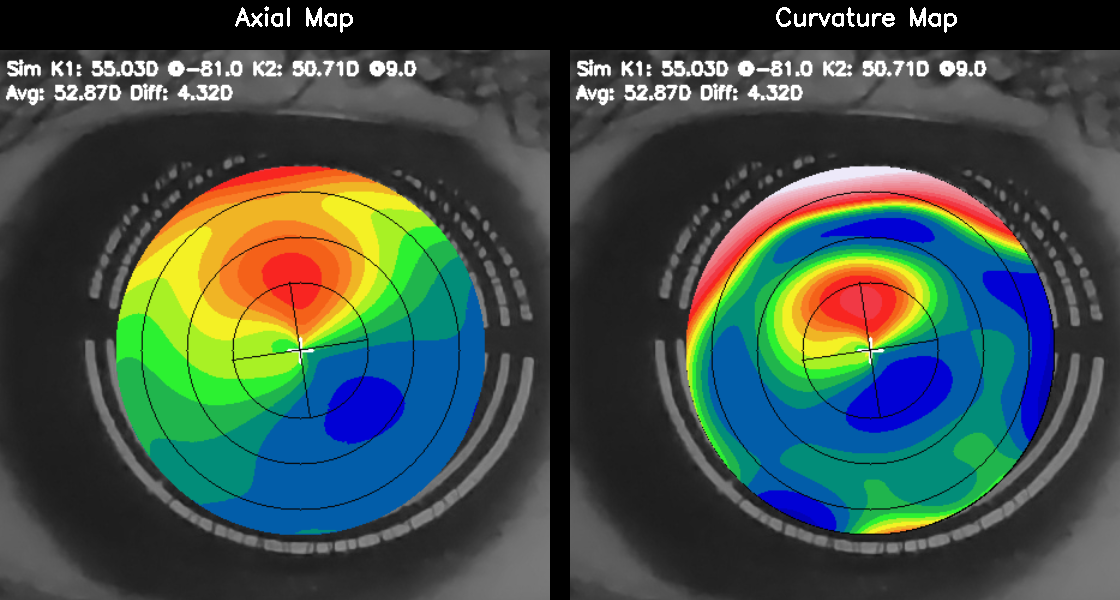 Axial Map
Curvature Map
Sim K1: 55.03D @-81.0 K2: 50.71D @9.0
Avg: 52.87D Diff: 4.32D
Sim K1: 55.03D @-81.0 K2: 50.71D @9.0
Avg: 52.87D Diff: 4.32D